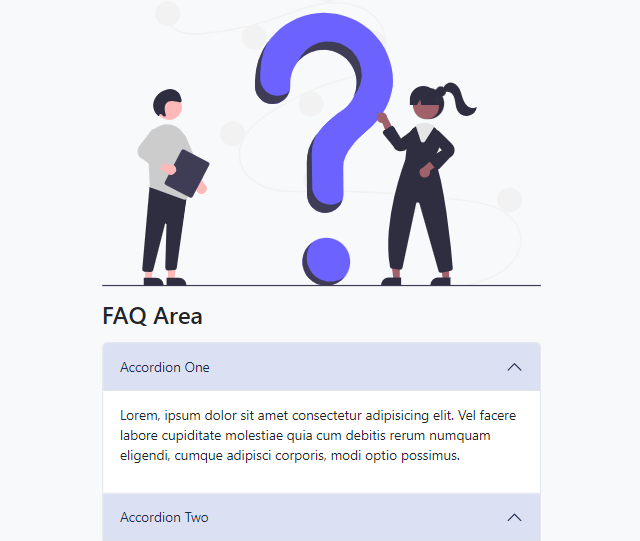 FAQ Area
Accordion One
Lorem, ipsum dolor sit amet consectetur adipisicing elit. Vel facere
labore cupiditate molestiae quia cum debitis rerum numquam
eligendi, cumque adipisci corporis, modi optio possimus.
Accordion Two